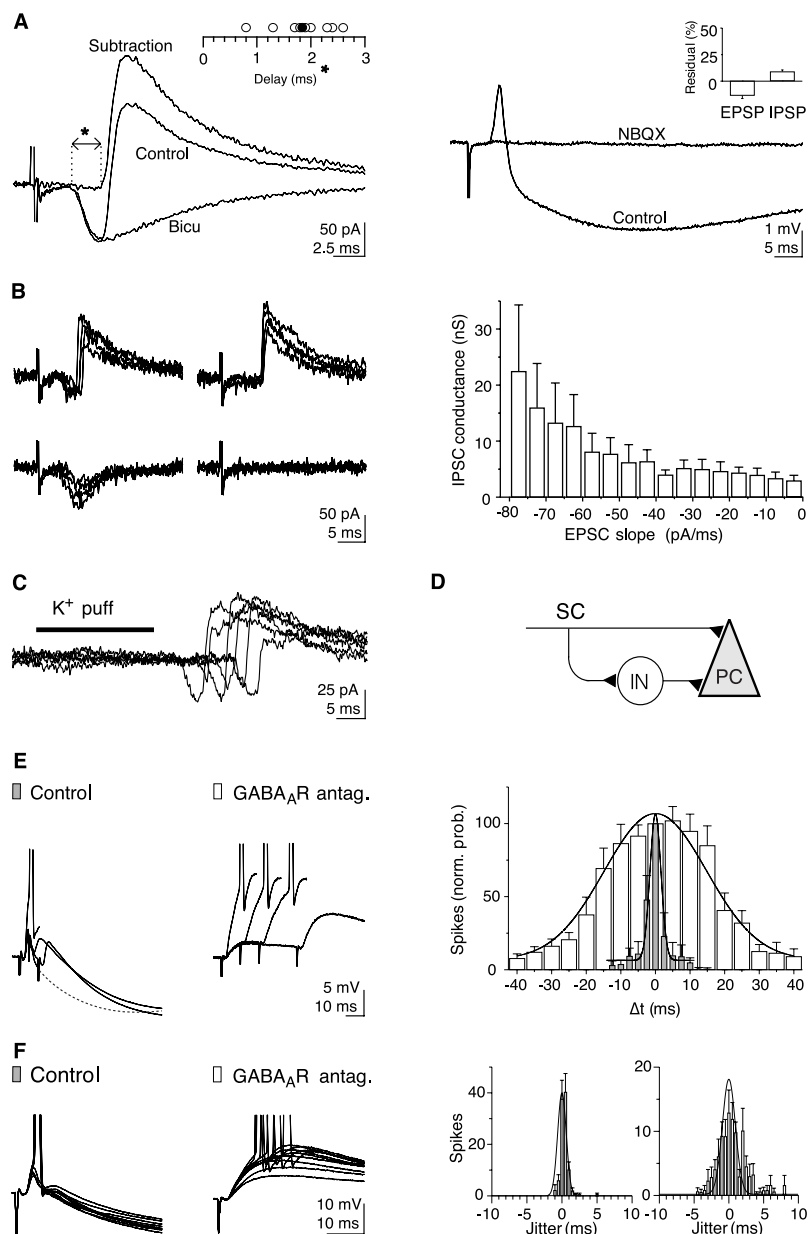 A
Subtraction
0 1 2 3
Delay (ms) *
*
Control
Bicu
50 pA
2.5 ms
Residual (%)
50
25
0
EPSP IPSP
NBQX
Control
1 mV
5 ms
B
50 pA
5 ms
IPSC conductance (nS)
30
20
10
0
-80 -70 -60 -50 -40 -30 -20 -10 0
EPSC slope (pA/ms)
C
K+ puff
25 pA
5 ms
D
SC
IN
PC
E
Control
GABAAR antag.
5 mV
10 ms
Spikes (norm. prob.)
100
50
0
-40 -30 -20 -10 0 10 20 30 40
Δt (ms)
F
Control
GABAAR antag.
10 mV
10 ms
Spikes
40
20
0
-10 -5 0 5 10
Jitter (ms)
20
10
0
-10 -5 0 5 10
Jitter (ms)